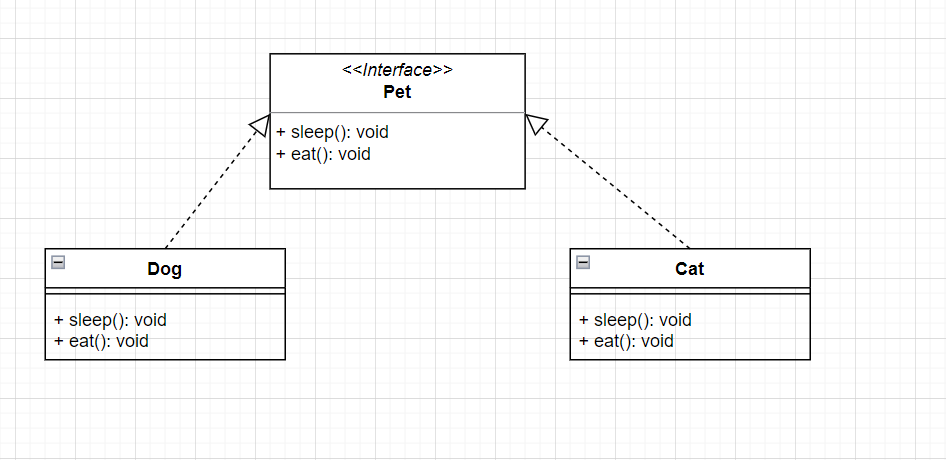 <<Interface>>
Pet
+ sleep(): void
+ eat(): void
Dog
+ sleep(): void
+ eat(): void
Cat
+ sleep(): void
+ eat(): void